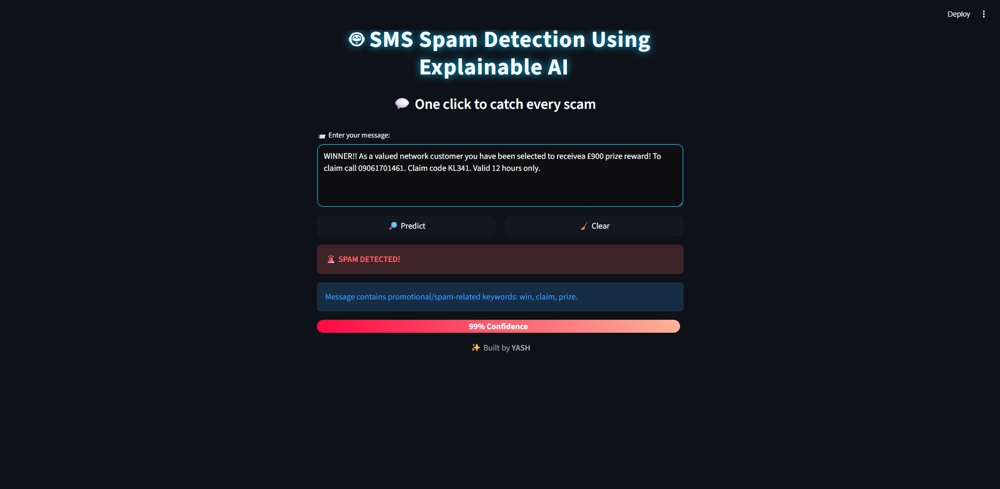 Deploy
SMS Spam Detection Using
Explainable AI
One click to catch every scam
Enter your message:
WINNER!! As a valued network customer you have been selected to receivea £900 prize reward! To
claim call 09061701461. Claim code KL341. Valid 12 hours only.
Predict
Clear
SPAM DETECTED!
Message contains promotional/spam-related keywords: win, claim, prize.
99% Confidence
Built by YASH